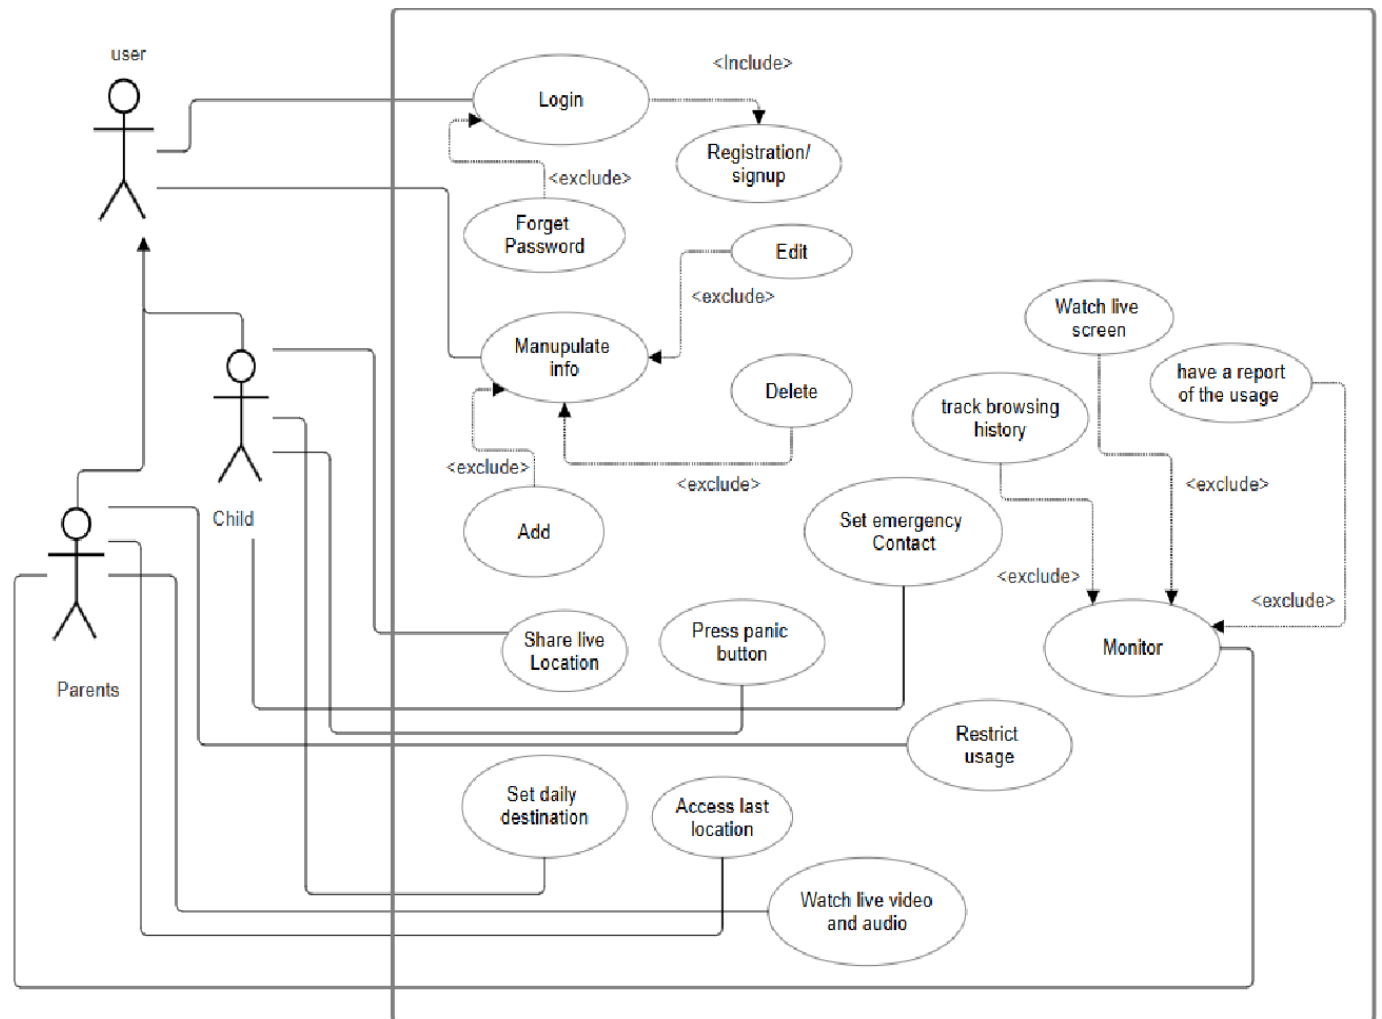 user
Login
<Include>
Registration/
signup
<exclude>
Forget
Password
Edit
<exclude>
Manupulate
info
Delete
<exclude>
<exclude>
Add
Watch live
screen
have a report
of the usage
track browsing
history
<exclude>
Set emergency
Contact
<exclude>
<exclude>
Monitor
Child
Parents
Share live
Location
Press panic
button
Restrict
usage
Set daily
destination
Access last
location
Watch live video
and audio